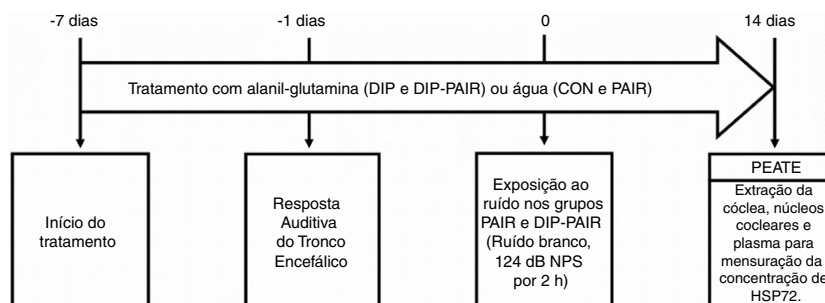 -7 dias
-1 dias
0
14 dias
Tratamento com alanil-glutamina (DIP e DIP-PAIR) ou água (CON e PAIR)
Início do
tratamento
Resposta
Auditiva
do Tronco
Encefálico
Exposição ao
ruído nos grupos
PAIR e DIP-PAIR
(Ruído branco,
124 dB NPS
por 2 h)
PEATE
Extração da
cóclea, núcleos
cocleares e
plasma para
mensuração da
concentração de
HSP72.